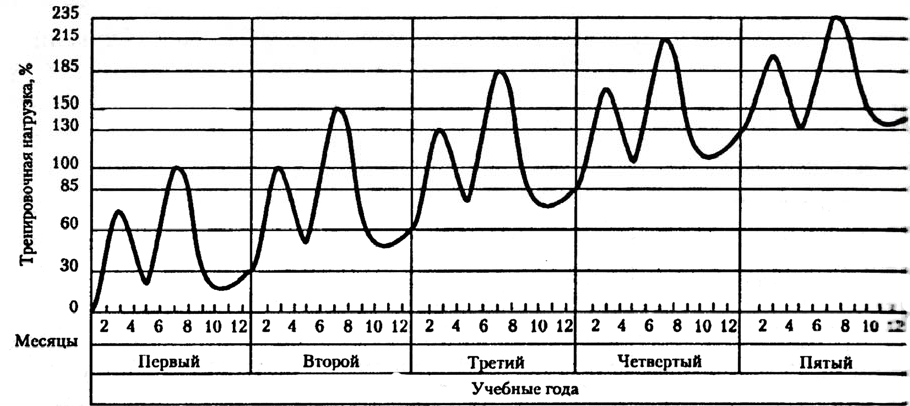 Тренировочная нагрузка, %
235
215
185
150
130
100
85
60
30
0
2 4 6 8 10 12 2 4 6 8 10 12 2 4 6 8 10 12 2 4 6 8 10 12 2 4 6 8 10 12
Месяцы
Первый Второй Третий Четвертый Пятый
Учебные года